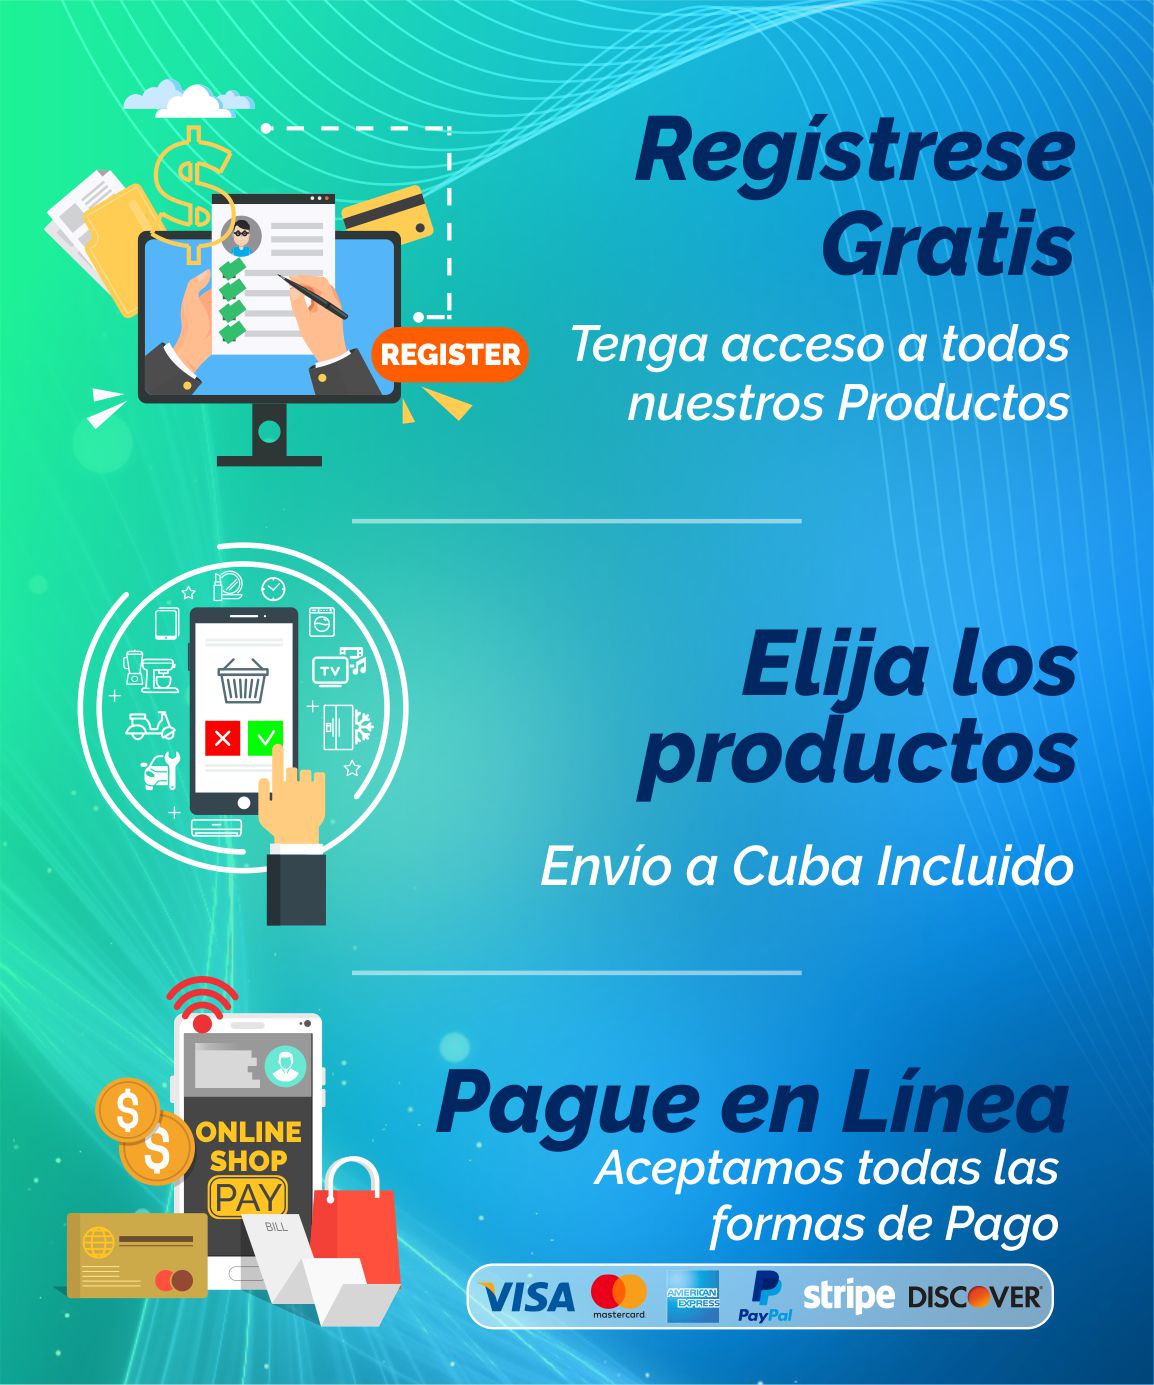 Regístrese
Gratis
REGISTER
Tenga acceso a todos
nuestros Productos
TV
Elija los
productos
Envío a Cuba Incluido
Pague en Línea
Aceptamos todas las
formas de Pago
$
$
ONLINE
SHOP
PAY
BILL
VISA
mastercard
AMERICAN
EXPRESS
PayPal
stripe
DISCOVER